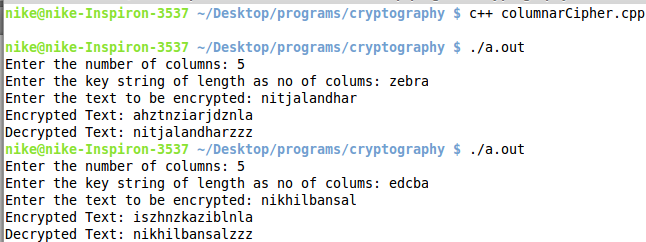 nike@nike-Inspiron-3537 ~/Desktop/programs/cryptography $ c++ columnarCipher.cpp
nike@nike-Inspiron-3537 ~/Desktop/programs/cryptography $ ./a.out
Enter the number of columns: 5
Enter the key string of length as no of colums: zebra
Enter the text to be encrypted: nitjalandhar
Encrypted Text: ahztnziarjdznla
Decrypted Text: nitjalandharzzz
nike@nike-Inspiron-3537 ~/Desktop/programs/cryptography $ ./a.out
Enter the number of columns: 5
Enter the key string of length as no of colums: edcba
Enter the text to be encrypted: nikhilbansal
Encrypted Text: iszhnzkaziblnla
Decrypted Text: nikhilbansalzzz